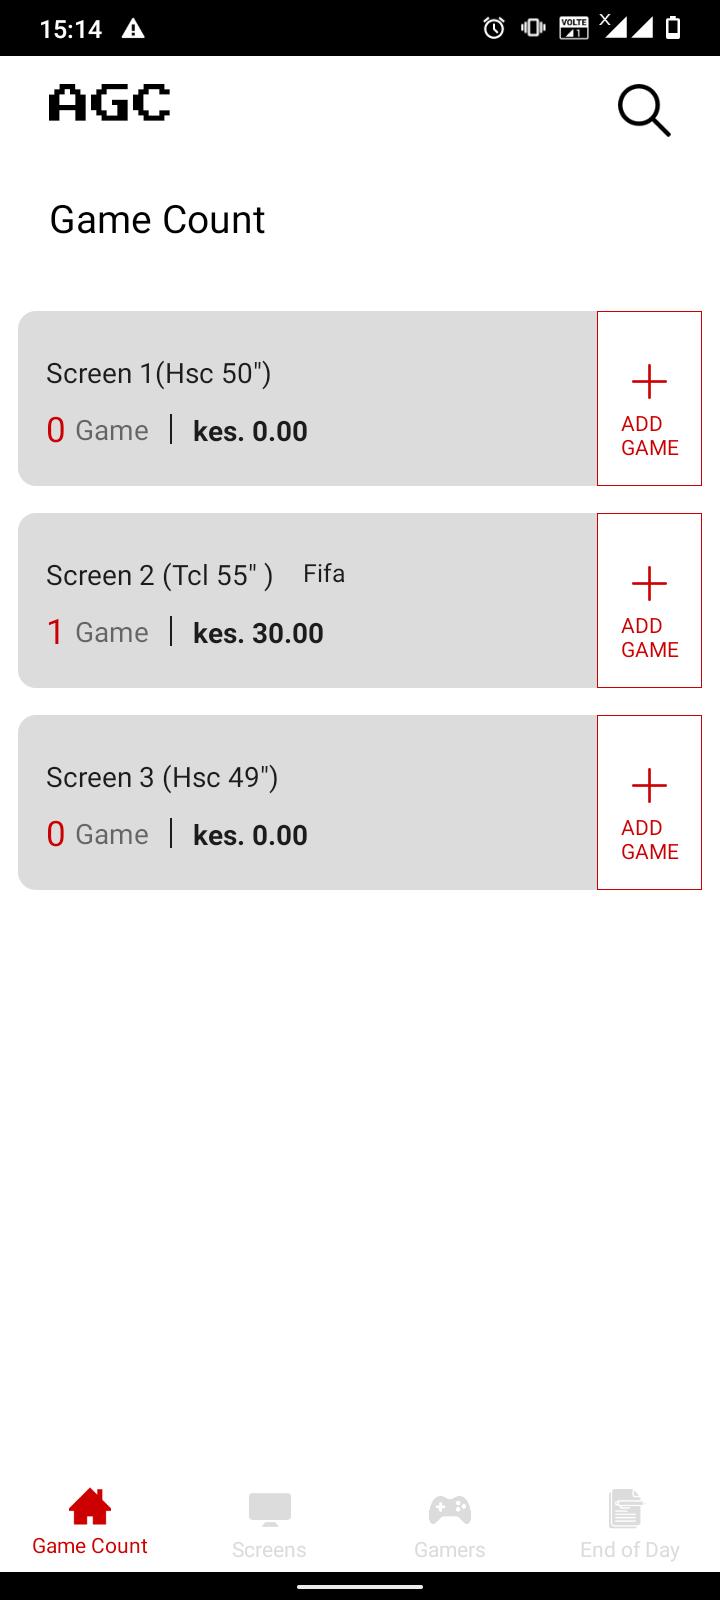 15:14
VOLTE
1
X
AGC
Game Count
Screen 1(Hsc 50")
0 Game | kes. 0.00
ADD
GAME
Screen 2 (Tcl 55" ) Fifa
1 Game | kes. 30.00
ADD
GAME
Screen 3 (Hsc 49")
0 Game | kes. 0.00
ADD
GAME
Game Count
Screens
Gamers
End of Day